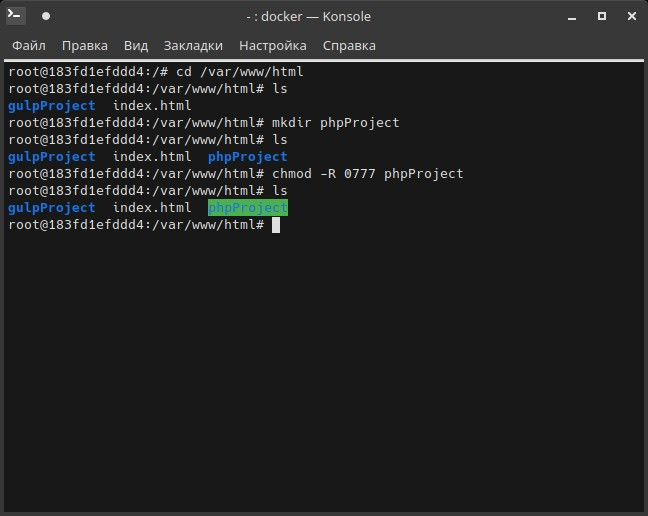 - : docker — Konsole
Файл Правка Вид Закладки Настройка Справка
root@183fd1efddd4:/# cd /var/www/html
root@183fd1efddd4:/var/www/html# ls
gulpProject  index.html
root@183fd1efddd4:/var/www/html# mkdir phpProject
root@183fd1efddd4:/var/www/html# ls
gulpProject  index.html  phpProject
root@183fd1efddd4:/var/www/html# chmod -R 0777 phpProject
root@183fd1efddd4:/var/www/html# ls
gulpProject  index.html  phpProject
root@183fd1efddd4:/var/www/html#